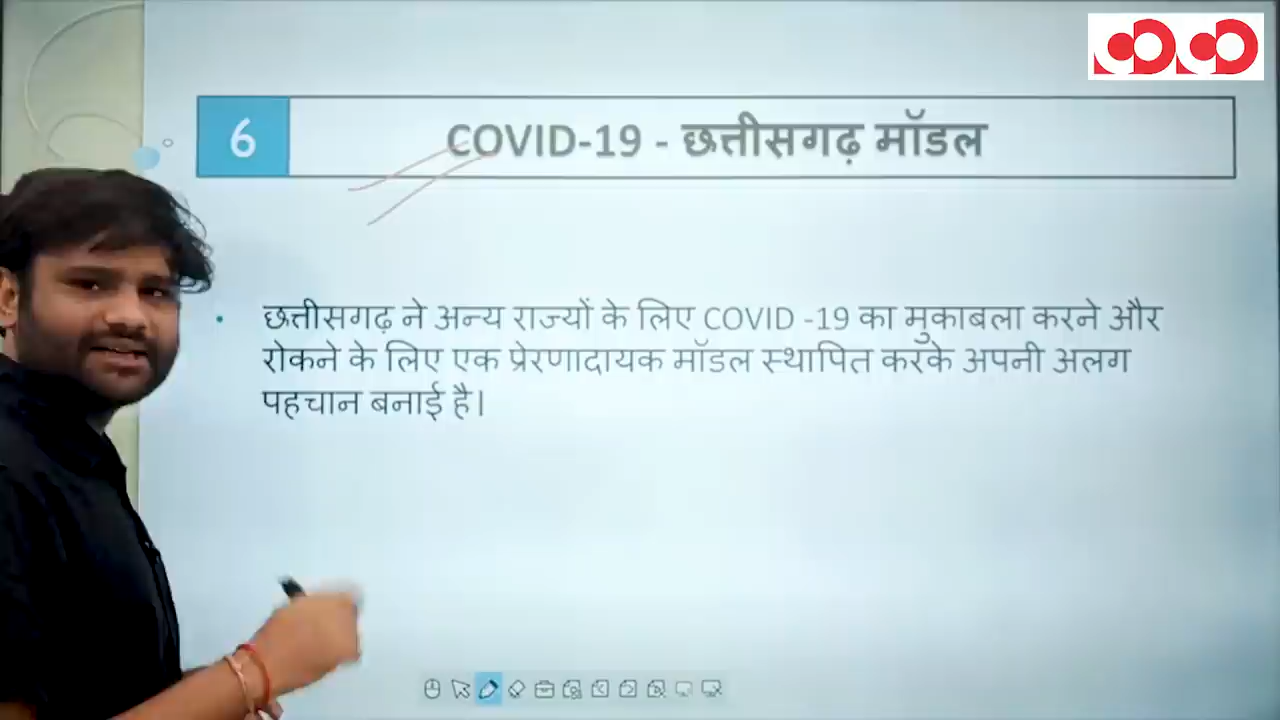 6
COVID-19 - छत्तीसगढ़ मॉडल
• छत्तीसगढ़ ने अन्य राज्यों के लिए COVID -19 का मुकाबला करने और
रोकने के लिए एक प्रेरणादायक मॉडल स्थापित करके अपनी अलग
पहचान बनाई है।